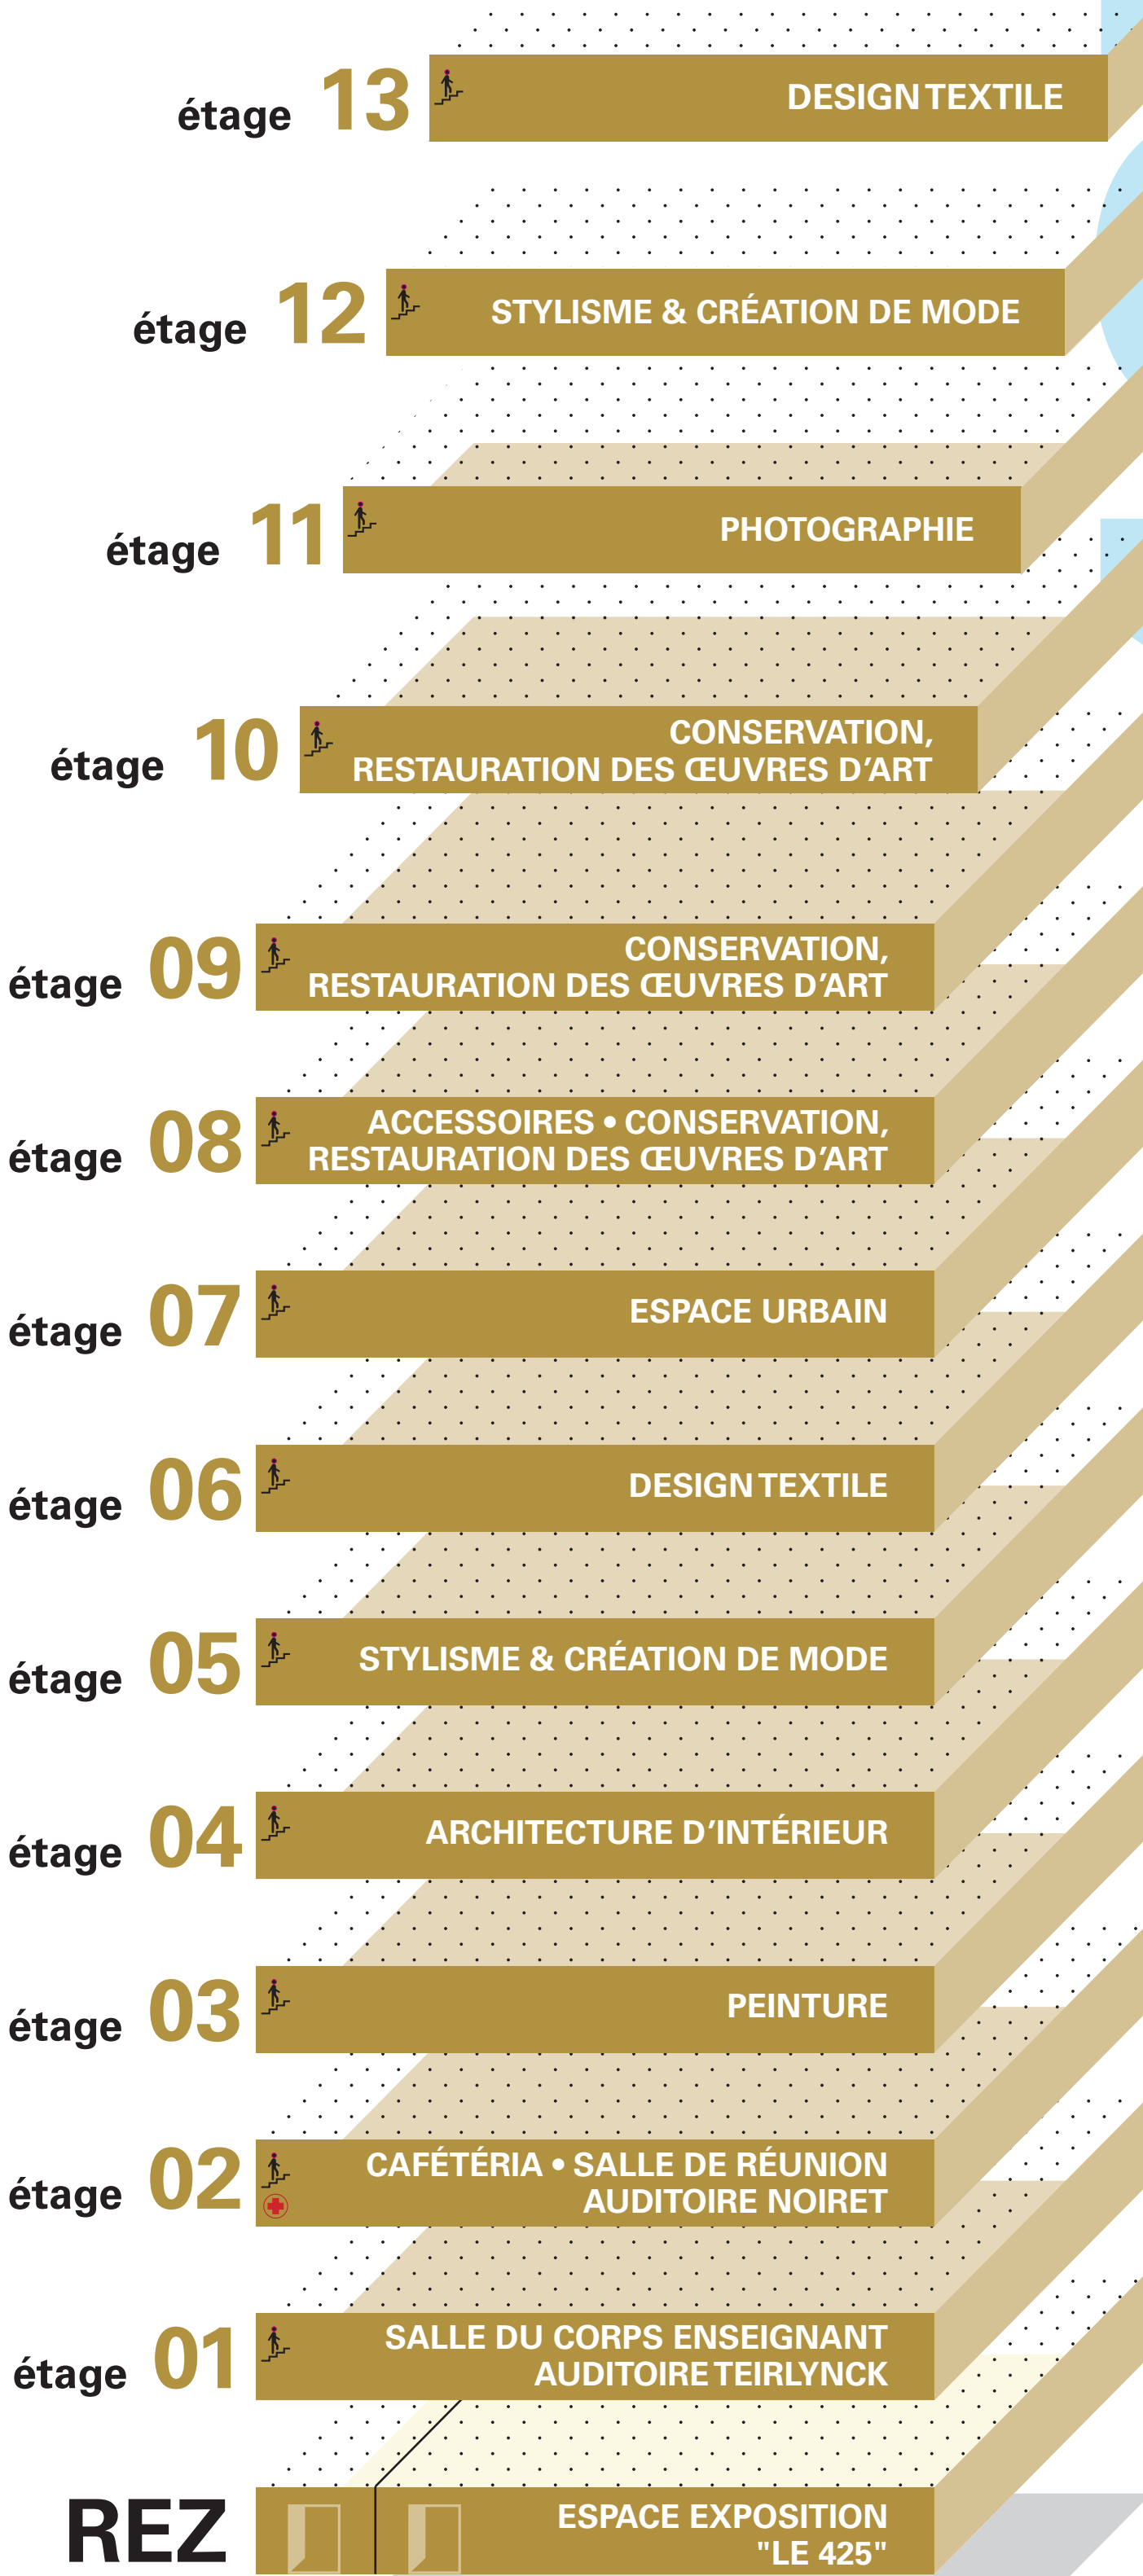 étage 13 DESIGN TEXTILE
étage 12 STYLISME & CRÉATION DE MODE
étage 11 PHOTOGRAPHIE
étage 10 CONSERVATION,
RESTAURATION DES ŒUVRES D’ART
étage 09 CONSERVATION,
RESTAURATION DES ŒUVRES D’ART
étage 08 ACCESSOIRES • CONSERVATION,
RESTAURATION DES ŒUVRES D’ART
étage 07 ESPACE URBAIN
étage 06 DESIGN TEXTILE
étage 05 STYLISME & CRÉATION DE MODE
étage 04 ARCHITECTURE D’INTÉRIEUR
étage 03 PEINTURE
étage 02 CAFÉTÉRIA • SALLE DE RÉUNION
AUDITOIRE NOIRET
étage 01 SALLE DU CORPS ENSEIGNANT
AUDITOIRE TEIRLYNCK
REZ ESPACE EXPOSITION
"LE 425"